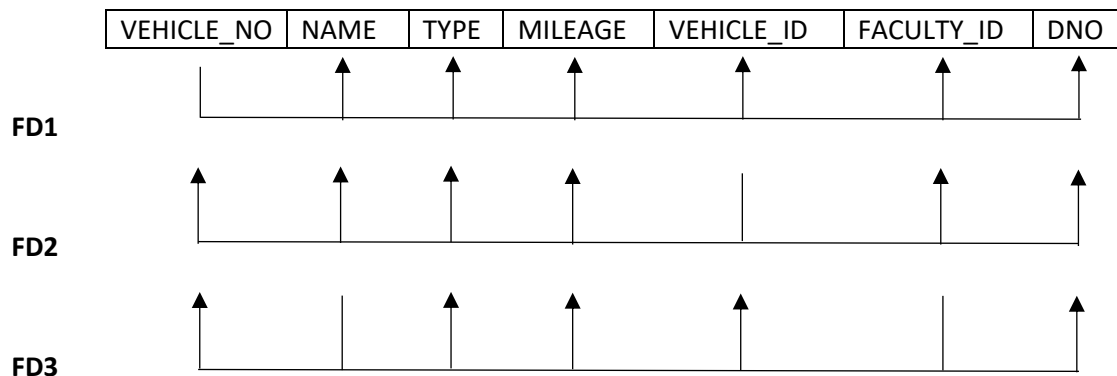 VEHICLE_NO NAME TYPE MILEAGE VEHICLE_ID FACULTY_ID DNO
FD1
FD2
FD3